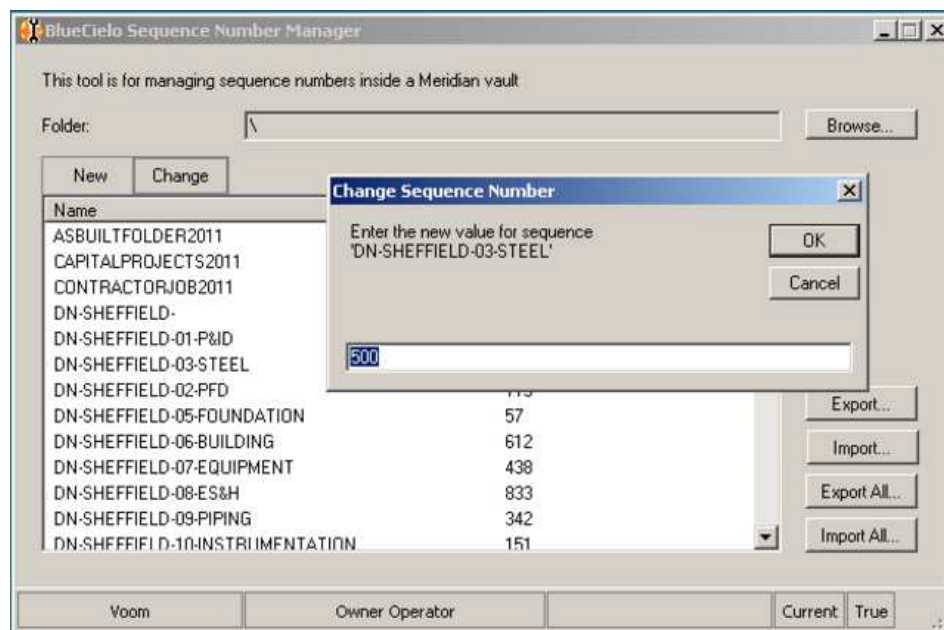 BlueCielo Sequence Number Manager
This tool is for managing sequence numbers inside a Meridian vault
Folder:
\
Browse...
New
Change
Name
ASBUILTFOLDER2011
CAPITALPROJECTS2011
CONTRACTORJOB2011
DN-SHEFFIELD-
DN-SHEFFIELD-01-P&ID
DN-SHEFFIELD-03-STEEL
DN-SHEFFIELD-02-PFD
DN-SHEFFIELD-05-FOUNDATION 57
DN-SHEFFIELD-06-BUILDING 612
DN-SHEFFIELD-07-EQUIPMENT 438
DN-SHEFFIELD-08-ES&H 833
DN-SHEFFIELD-09-PIPING 342
DN-SHEFFIELD-10-INSTRUMENTATION 151
Change Sequence Number
Enter the new value for sequence
'DN-SHEFFIELD-03-STEEL'
OK
Cancel
500
Export...
Import...
Export All...
Import All...
Voom
Owner Operator
Current
True